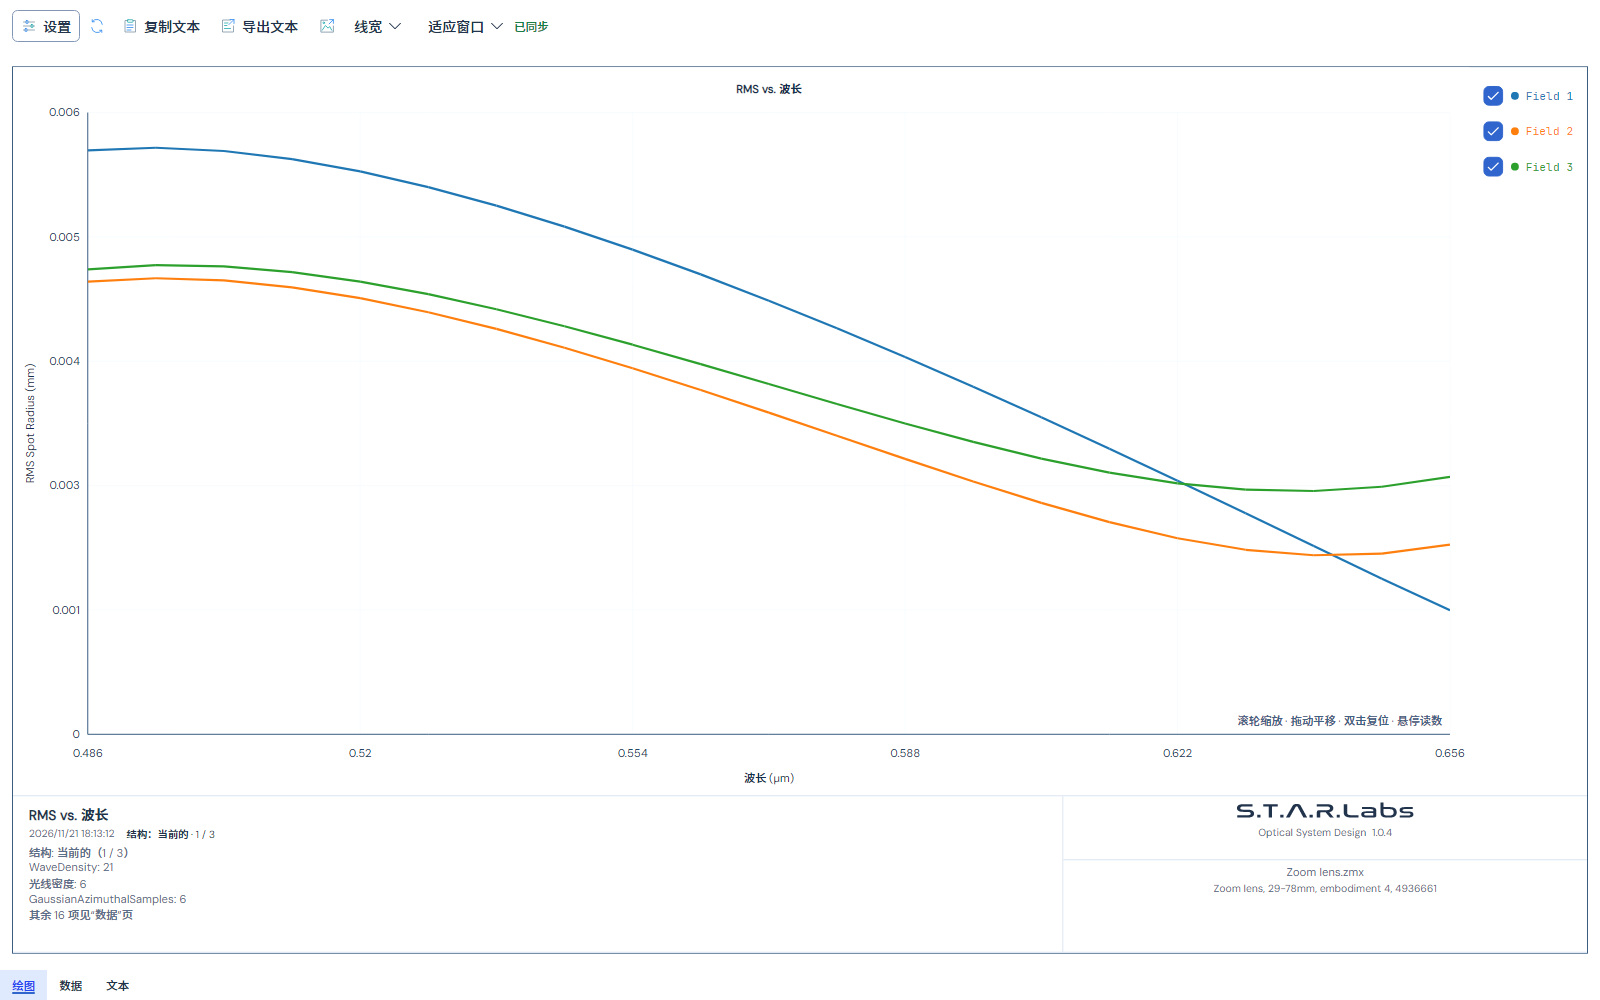 设置 复制文本 导出文本 线宽 适应窗口 已同步
RMS vs. 波长
Field 1
Field 2
Field 3
0.006
0.005
0.004
0.003
0.001
0
RMS Spot Radius (mm)
滚轮缩放 · 拖动平移 · 双击复位 · 悬停读数
0.486 0.52 0.554 0.588 0.622 0.656
波长 (μm)
RMS vs. 波长
2026/11/21 18:13:12 结构：当前的 · 1 / 3
结构: 当前的（1 / 3）
WaveDensity: 21
光线密度: 6
GaussianAzimuthalSamples: 6
其余 16 项见“数据”页
S.T.A.R.Labs
Optical System Design 1.0.4
Zoom lens.zmx
Zoom lens, 29-78mm, embodiment 4, 4936661
绘图 数据 文本